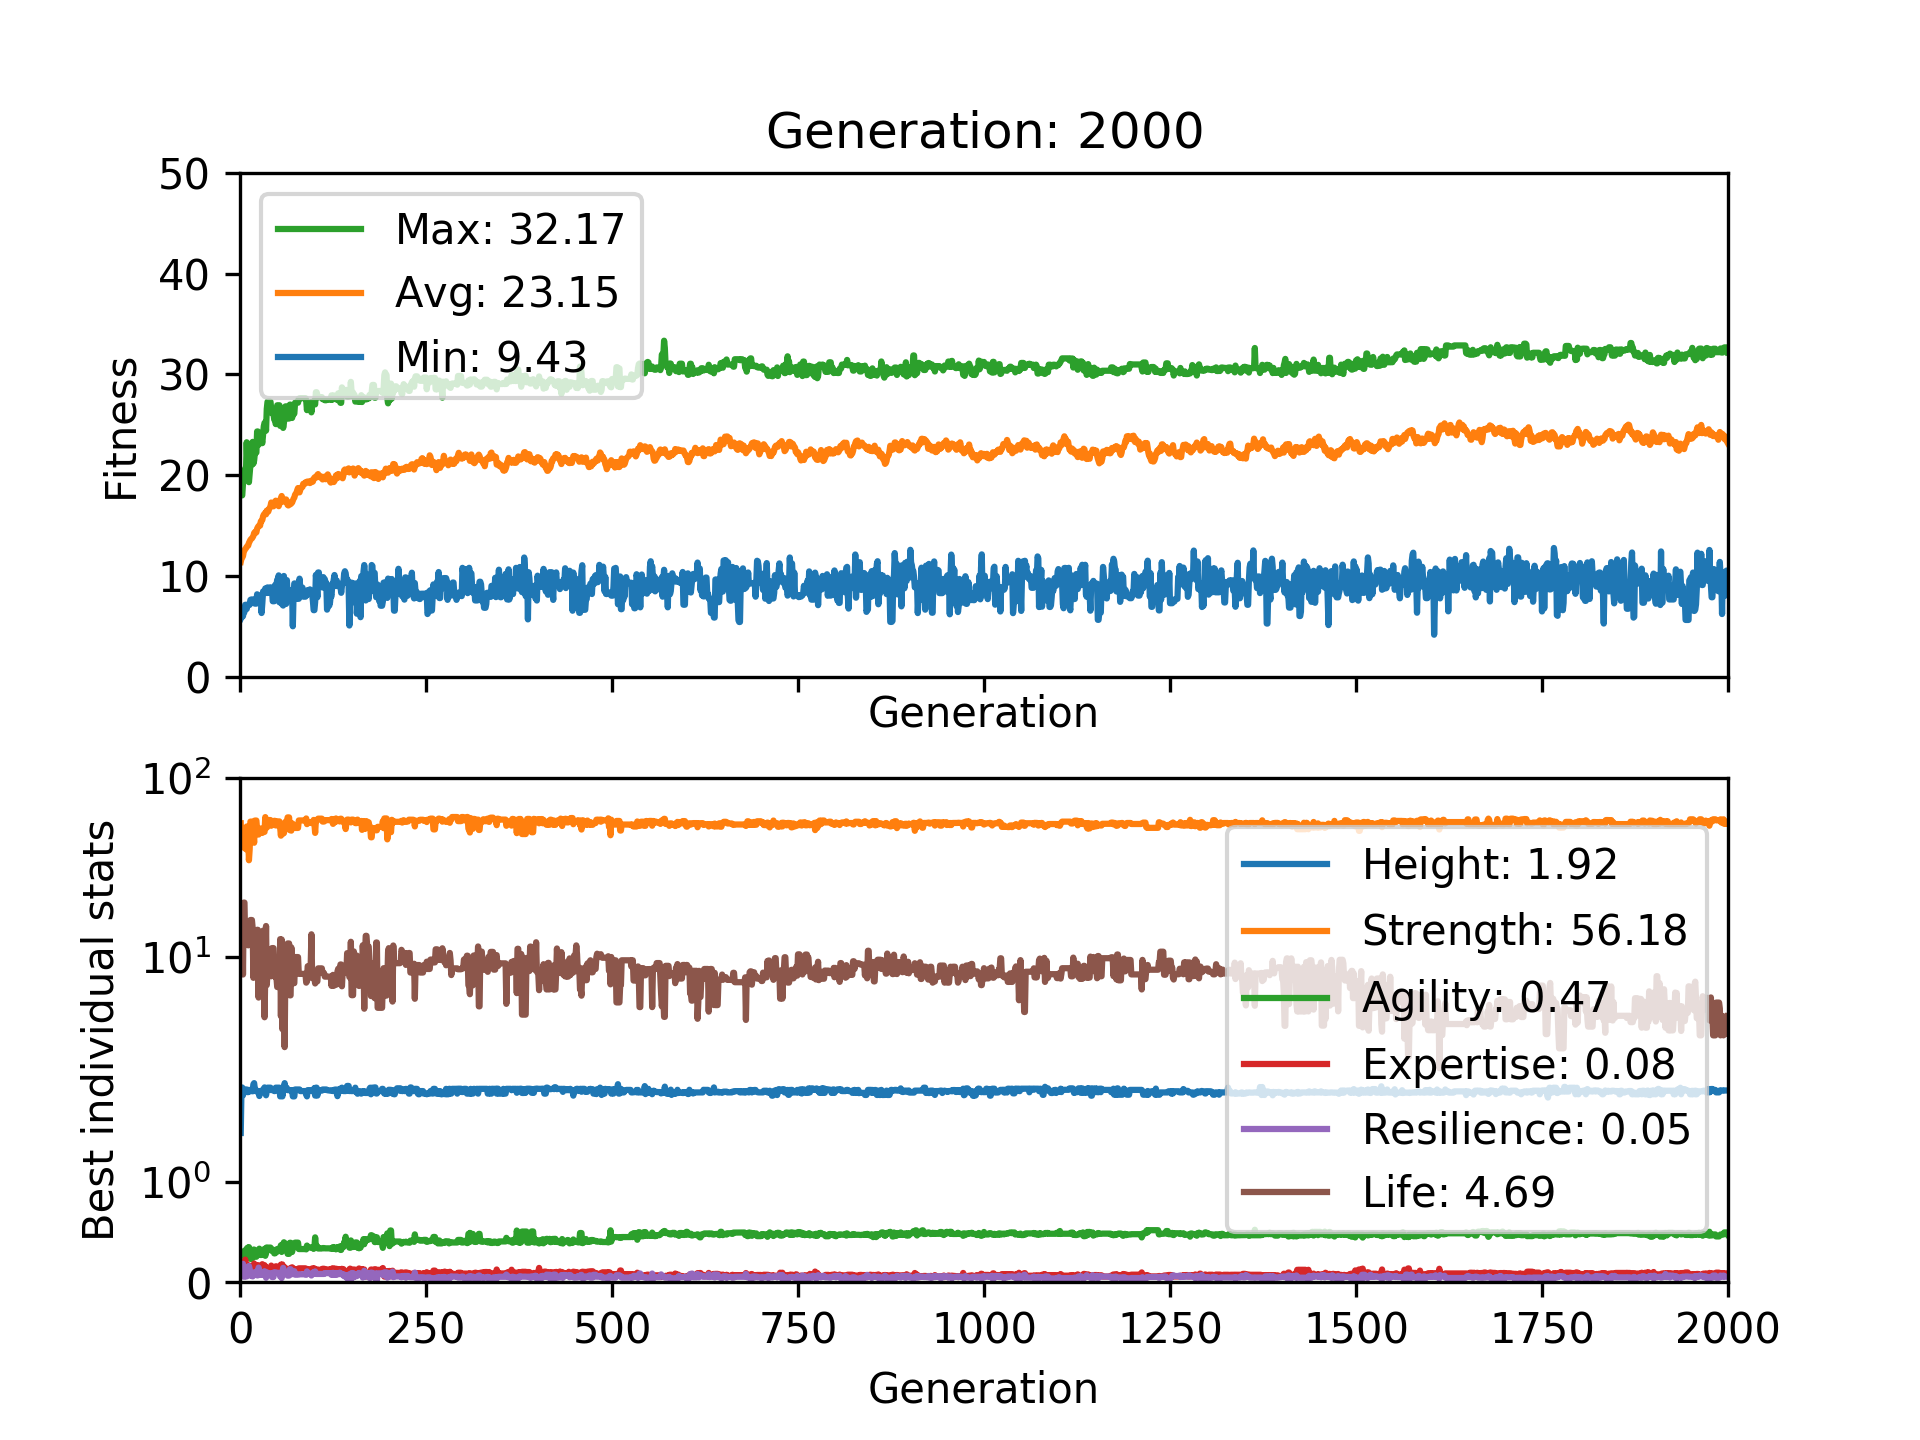 Generation: 2000
50
40
30
20
10
0
Fitness
Max: 32.17
Avg: 23.15
Min: 9.43
Generation
10²
10¹
10⁰
0
Best individual stats
Height: 1.92
Strength: 56.18
Agility: 0.47
Expertise: 0.08
Resilience: 0.05
Life: 4.69
0 250 500 750 1000 1250 1500 1750 2000
Generation